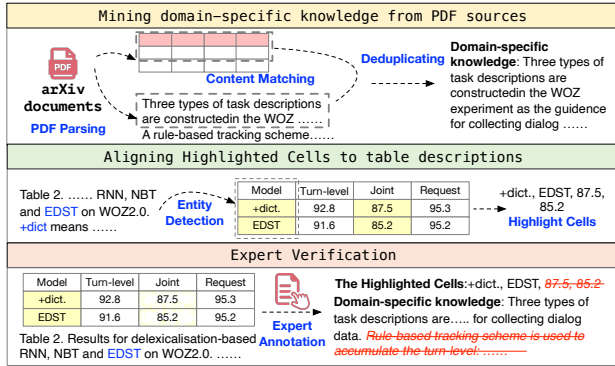 Mining domain-specific knowledge from PDF sources
PDF
arXiv
documents
PDF Parsing
Content Matching
Three types of task descriptions
are constructedin the WOZ ……
A rule-based tracking scheme……
Deduplicating
Domain-specific
knowledge: Three types of
task descriptions are
constructedin the WOZ
experiment as the guidence
for collecting dialog ……
Aligning Highlighted Cells to table descriptions
Table 2. …… RNN, NBT
and EDST on WOZ2.0.
+dict means ……
Entity
Detection
Model Turn-level Joint Request
+dict. 92.8 87.5 95.3
EDST 91.6 85.2 95.2
+dict., EDST, 87.5,
85.2
Highlight Cells
Expert Verification
Model Turn-level Joint Request
+dict. 92.8 87.5 95.3
EDST 91.6 85.2 95.2
Table 2. Results for delexicalisation-based
RNN, NBT and EDST on WOZ2.0. ……
PDF
Expert
Annotation
The Highlighted Cells:+dict., EDST, 87.5, 85.2
Domain-specific knowledge: Three types of
task descriptions are….. for collecting dialog
data. Rule-based tracking scheme is used to
accumulate the turn-level: ……